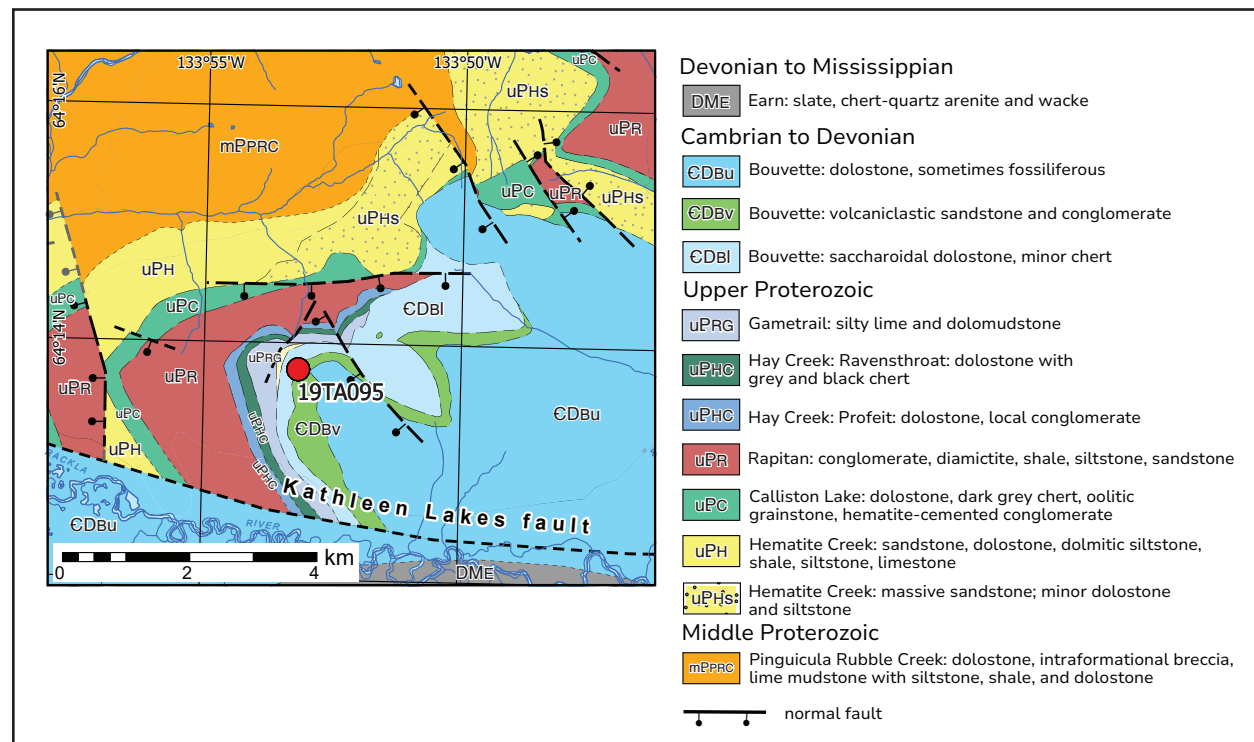 133°55'W
133°50'W
uPC
64°16'N
uPHs
uPR
mPPRC
uPC
uPR
uPHs
uPHs
uPH
uPC
uPC
ЄDBl
64°14'N
uPRG
uPR
uPR
19TA095
uPC
ЄDBu
uPHC
ЄDBv
uPH
uPHC
Kathleen Lakes fault
RACKLA
RIVER
ЄDBu
km
0 2 4
DME
Devonian to Mississippian
DME Earn: slate, chert-quartz arenite and wacke
Cambrian to Devonian
ЄDBu Bouvette: dolostone, sometimes fossiliferous
ЄDBv Bouvette: volcaniclastic sandstone and conglomerate
ЄDBl Bouvette: saccharoidal dolostone, minor chert
Upper Proterozoic
uPRG Gametrail: silty lime and dolomudstone
uPHC Hay Creek: Ravensthroat: dolostone with
grey and black chert
uPHC Hay Creek: Profeit: dolostone, local conglomerate
uPR Rapitan: conglomerate, diamictite, shale, siltstone, sandstone
uPC Calliston Lake: dolostone, dark grey chert, oolitic
grainstone, hematite-cemented conglomerate
uPH Hematite Creek: sandstone, dolostone, dolmitic siltstone,
shale, siltstone, limestone
uPHs Hematite Creek: massive sandstone; minor dolostone
and siltstone
Middle Proterozoic
mPPRC Pinguicula Rubble Creek: dolostone, intraformational breccia,
lime mudstone with siltstone, shale, and dolostone
normal fault